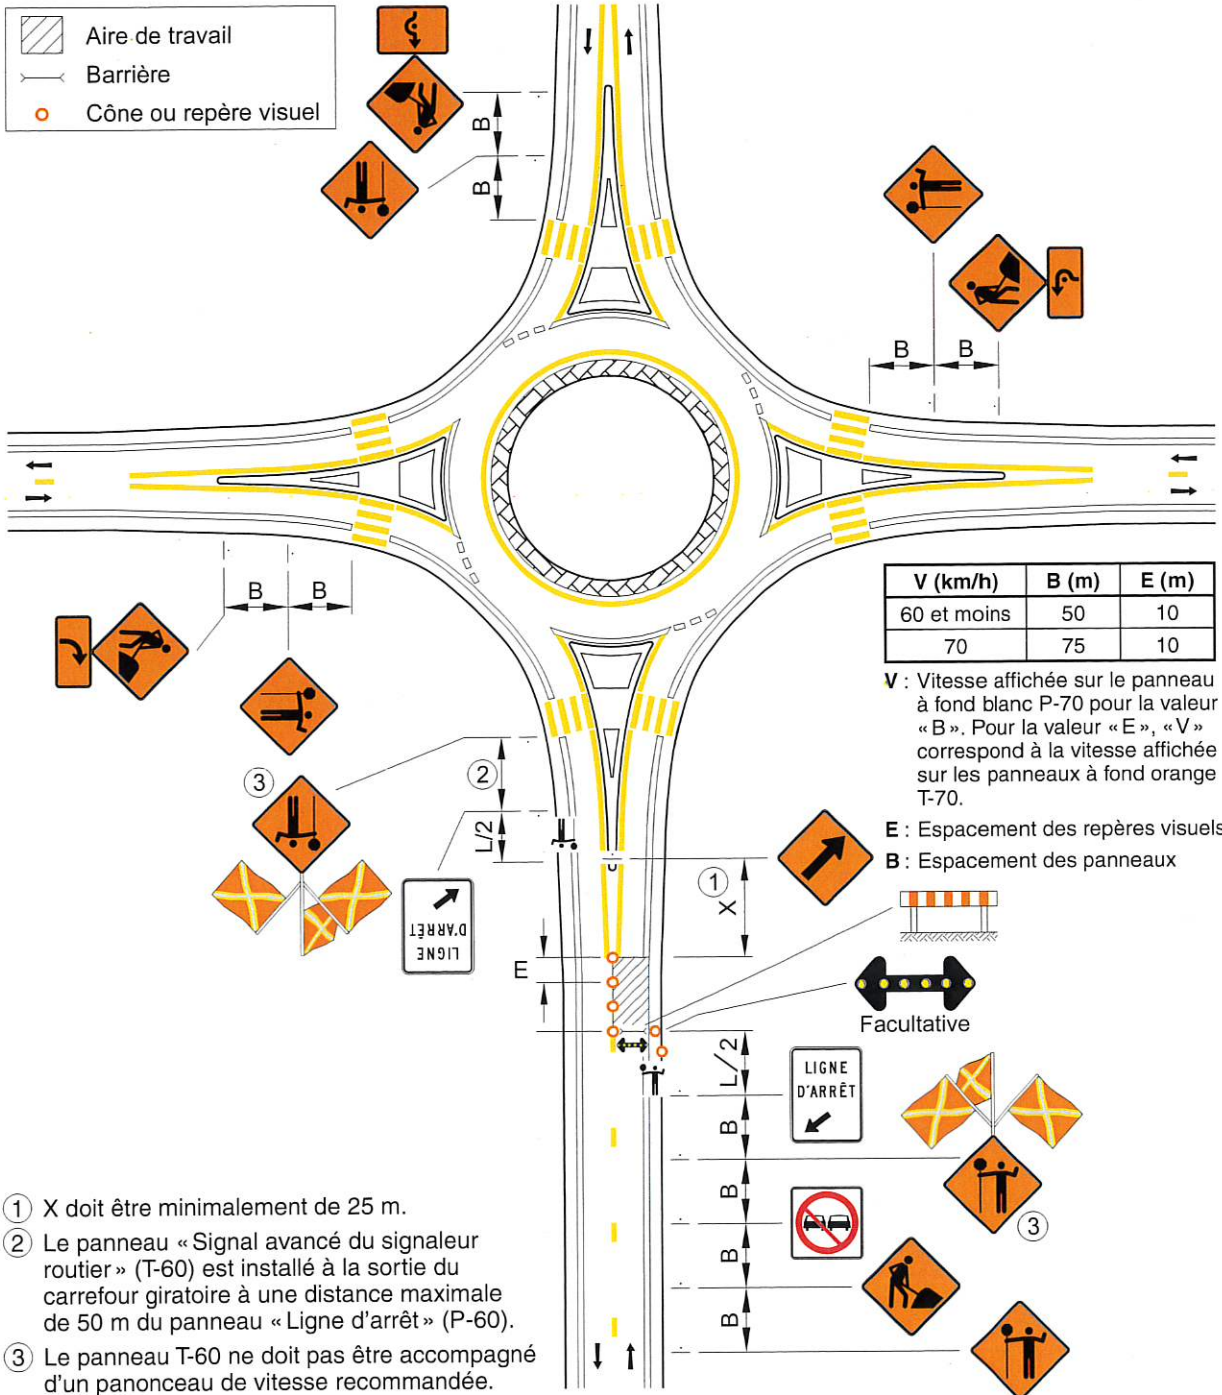 Aire de travail
Barrière
Cône ou repère visuel
B
B
B
B
B
B
V (km/h) B (m) E (m)
60 et moins 50 10
70 75 10
V : Vitesse affichée sur le panneau
à fond blanc P-70 pour la valeur
«B». Pour la valeur «E», «V»
correspond à la vitesse affichée
sur les panneaux à fond orange
T-70.
E : Espacement des repères visuels
B : Espacement des panneaux
3
2
L/2
LIGNE
D'ARRÊT
1
X
E
Facultative
L/2
LIGNE
D'ARRÊT
B
B
B
B
3
1 X doit être minimalement de 25 m.
2 Le panneau «Signal avancé du signaleur
routier» (T-60) est installé à la sortie du
carrefour giratoire à une distance maximale
de 50 m du panneau «Ligne d'arrêt» (P-60).
3 Le panneau T-60 ne doit pas être accompagné
d'un panonceau de vitesse recommandée.